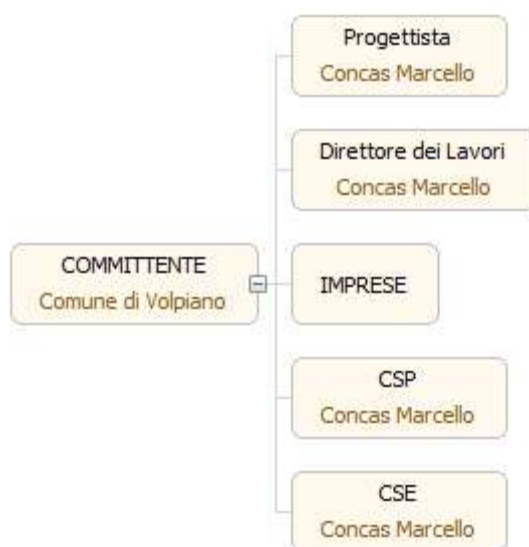 Progettista
Concas Marcello
Direttore dei Lavori
Concas Marcello
COMMITTENTE
Comune di Volpiano
IMPRESE
CSP
Concas Marcello
CSE
Concas Marcello